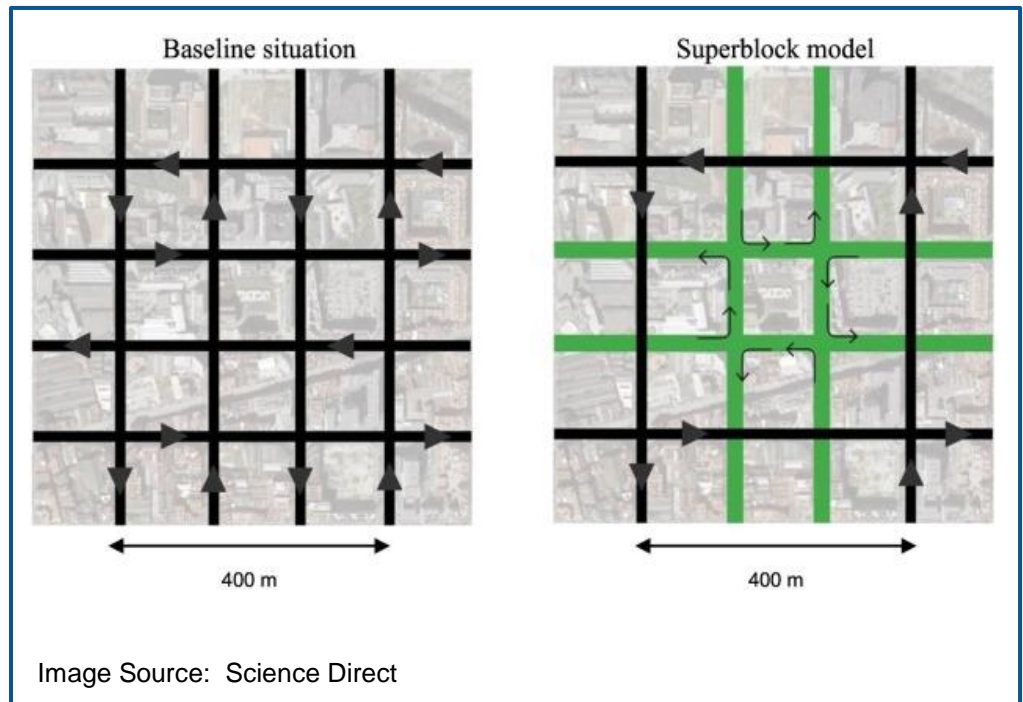 Baseline situation
Superblock model
400 m
400 m
Image Source: Science Direct